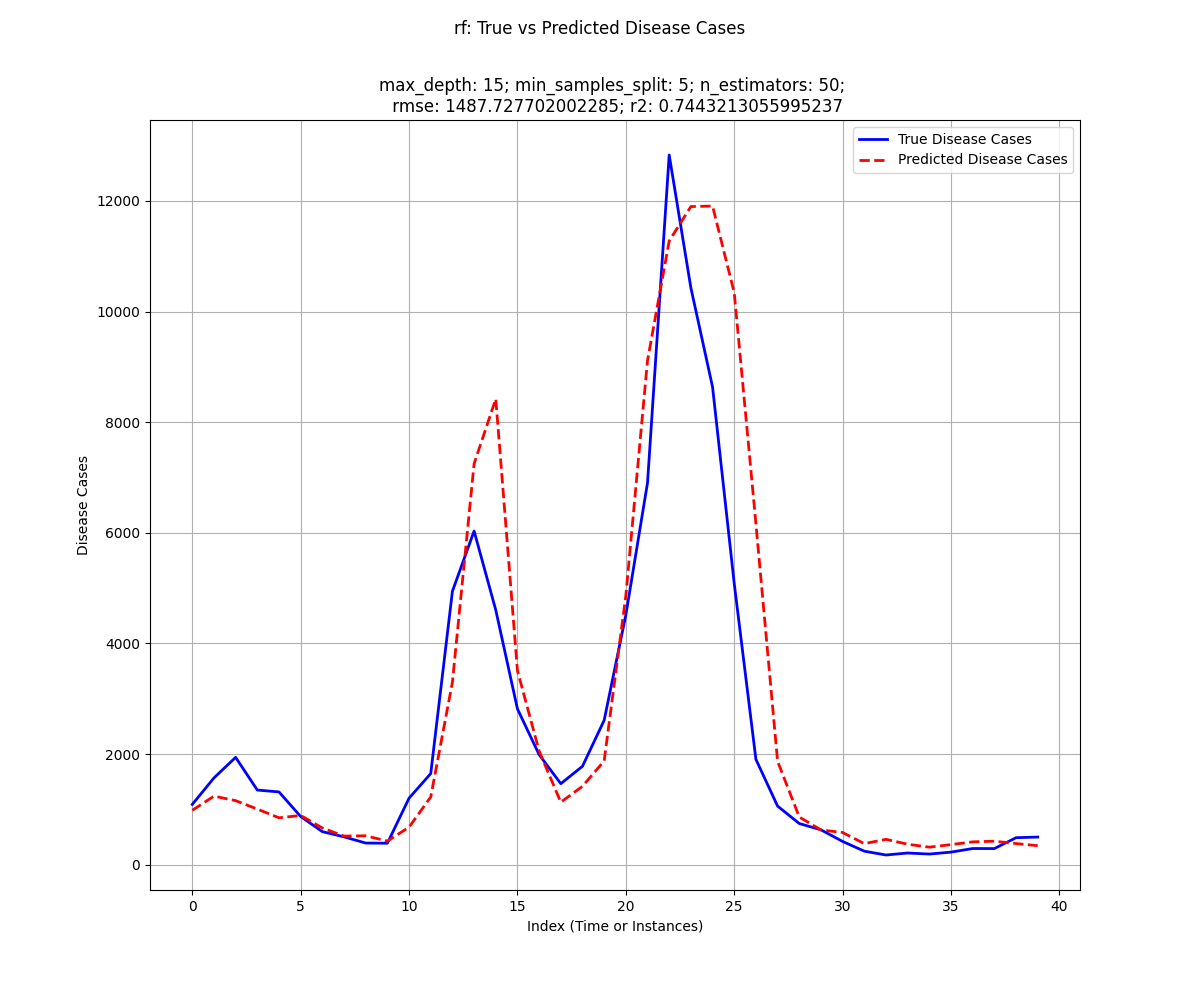 rf: True vs Predicted Disease Cases
max_depth: 15; min_samples_split: 5; n_estimators: 50;
rmse: 1487.727702002285; r2: 0.7443213055995237
True Disease Cases
Predicted Disease Cases
12000
10000
8000
6000
4000
2000
0
Disease Cases
0 5 10 15 20 25 30 35 40
Index (Time or Instances)